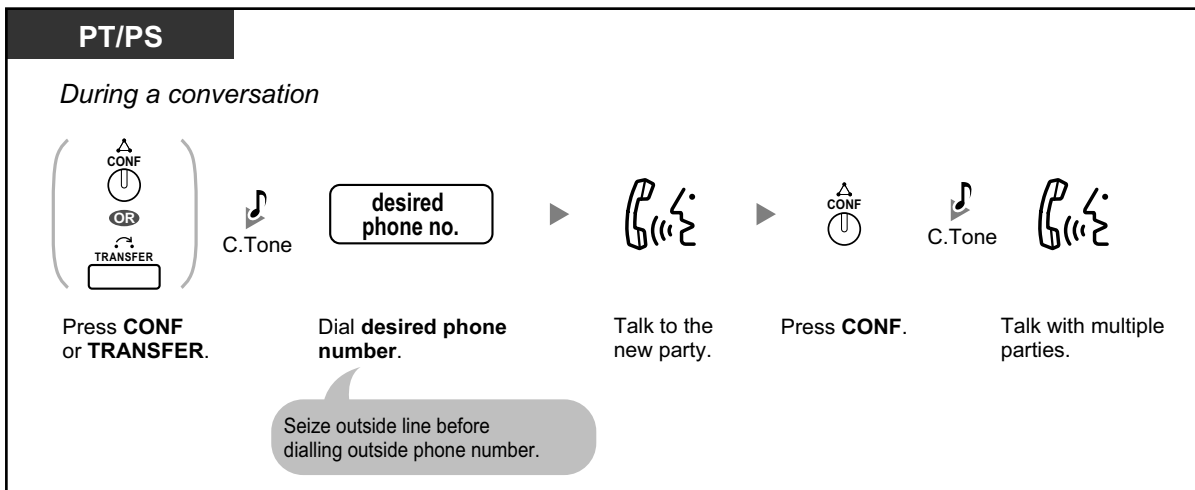 PT/PS
During a conversation
CONF
OR
TRANSFER
C.Tone
desired
phone no.
CONF
C.Tone
Press CONF
or TRANSFER.
Dial desired phone
number.
Talk to the
new party.
Press CONF.
Talk with multiple
parties.
Seize outside line before
dialling outside phone number.